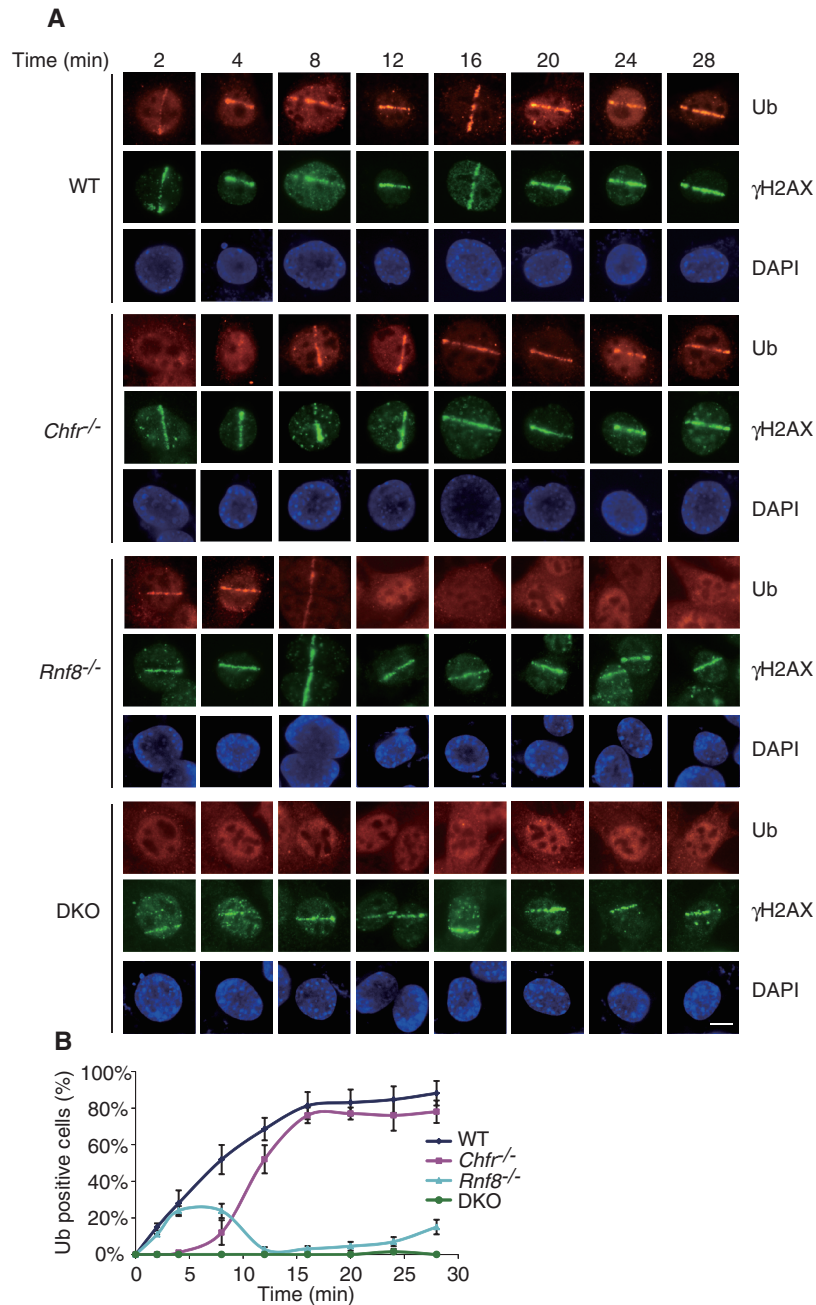 A
Time (min) 2 4 8 12 16 20 24 28
WT
Ub
γH2AX
DAPI
Chfr-/-
Ub
γH2AX
DAPI
Rnf8-/-
Ub
γH2AX
DAPI
DKO
Ub
γH2AX
DAPI
B
Ub positive cells (%)
100%
80%
60%
40%
20%
0%
0 5 10 15 20 25 30
Time (min)
WT
Chfr-/-
Rnf8-/-
DKO